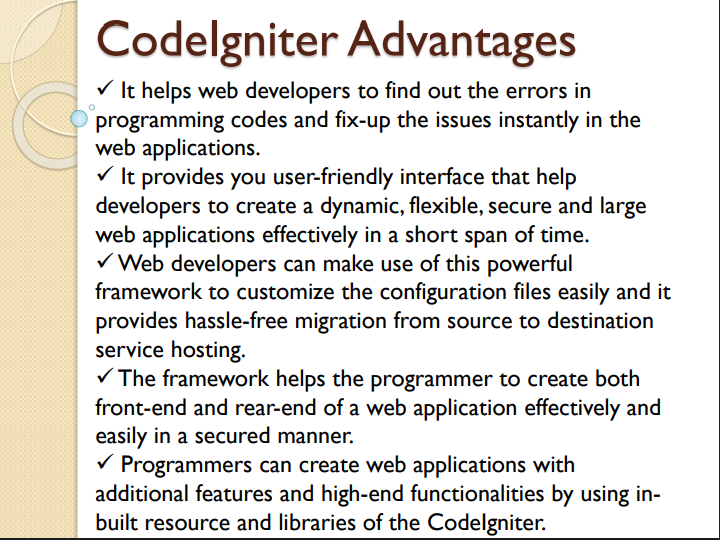 CodeIgniter Advantages
✓ It helps web developers to find out the errors in
programming codes and fix-up the issues instantly in the
web applications.
✓ It provides you user-friendly interface that help
developers to create a dynamic, flexible, secure and large
web applications effectively in a short span of time.
✓ Web developers can make use of this powerful
framework to customize the configuration files easily and it
provides hassle-free migration from source to destination
service hosting.
✓ The framework helps the programmer to create both
front-end and rear-end of a web application effectively and
easily in a secured manner.
✓ Programmers can create web applications with
additional features and high-end functionalities by using in-
built resource and libraries of the CodeIgniter.